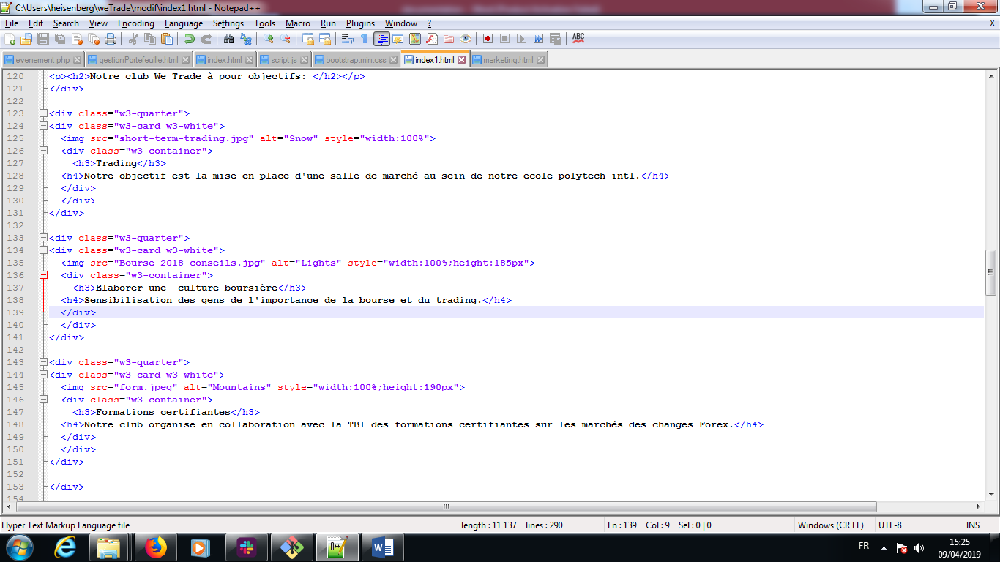 C:\Users\heisenberg\weTrade\modif\index1.html - Notepad++
File Edit Search View Encoding Language Settings Tools Macro Run Plugins Window ? X
ABC
evenement.php gestionPortefeuille.html index.html script.js bootstrap.min.css index1.html marketing.html
120 <p><h2>Notre club We Trade à pour objectifs: </h2></p>
121 </div>
122
123 <div class="w3-quarter">
124 <div class="w3-card w3-white">
125 <img src="short-term-trading.jpg" alt="Snow" style="width:100%">
126 <div class="w3-container">
127 <h3>Trading</h3>
128 <h4>Notre objectif est la mise en place d'une salle de marché au sein de notre ecole polytech intl.</h4>
129 </div>
130 </div>
131 </div>
132
133 <div class="w3-quarter">
134 <div class="w3-card w3-white">
135 <img src="Bourse-2018-conseils.jpg" alt="Lights" style="width:100%;height:185px">
136 <div class="w3-container">
137 <h3>Elaborer une  culture boursière</h3>
138 <h4>Sensibilisation des gens de l'importance de la bourse et du trading.</h4>
139 </div>
140 </div>
141 </div>
142
143 <div class="w3-quarter">
144 <div class="w3-card w3-white">
145 <img src="form.jpeg" alt="Mountains" style="width:100%;height:190px">
146 <div class="w3-container">
147 <h3>Formations certifiantes</h3>
148 <h4>Notre club organise en collaboration avec la TBI des formations certifiantes sur les marchés des changes Forex.</h4>
149 </div>
150 </div>
151 </div>
152
153 </div>
154
Hyper Text Markup Language file length : 11 137 lines : 290 Ln : 139 Col : 9 Sel : 0 | 0 Windows (CR LF) UTF-8 INS
FR 15:25
09/04/2019